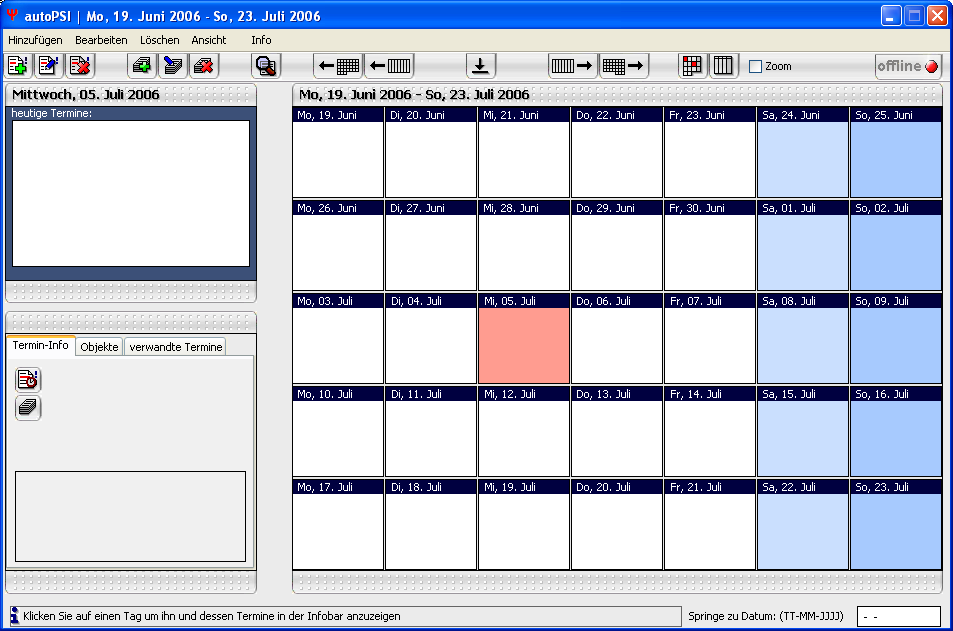 autoPSI | Mo, 19. Juni 2006 - So, 23. Juli 2006
Hinzufügen Bearbeiten Löschen Ansicht Info
Zoom offline
Mittwoch, 05. Juli 2006
heutige Termine:
Termin-Info Objekte verwandte Termine
Mo, 19. Juni 2006 - So, 23. Juli 2006
Mo, 19. Juni Di, 20. Juni Mi, 21. Juni Do, 22. Juni Fr, 23. Juni Sa, 24. Juni So, 25. Juni
Mo, 26. Juni Di, 27. Juni Mi, 28. Juni Do, 29. Juni Fr, 30. Juni Sa, 01. Juli So, 02. Juli
Mo, 03. Juli Di, 04. Juli Mi, 05. Juli Do, 06. Juli Fr, 07. Juli Sa, 08. Juli So, 09. Juli
Mo, 10. Juli Di, 11. Juli Mi, 12. Juli Do, 13. Juli Fr, 14. Juli Sa, 15. Juli So, 16. Juli
Mo, 17. Juli Di, 18. Juli Mi, 19. Juli Do, 20. Juli Fr, 21. Juli Sa, 22. Juli So, 23. Juli
Klicken Sie auf einen Tag um ihn und dessen Termine in der Infobar anzuzeigen
Springe zu Datum: (TT-MM-JJJJ) - -